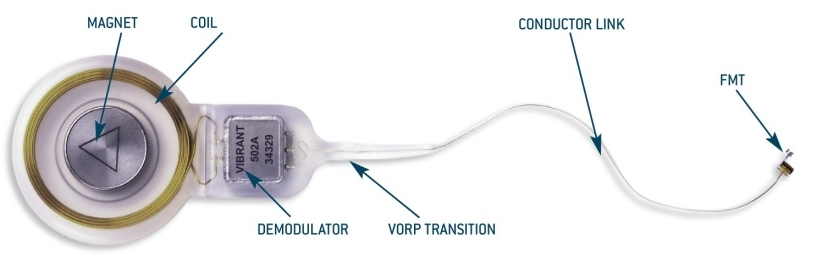 MAGNET
COIL
CONDUCTOR LINK
FMT
VIBRANT
502A
34329
DEMODULATOR
VORP TRANSITION